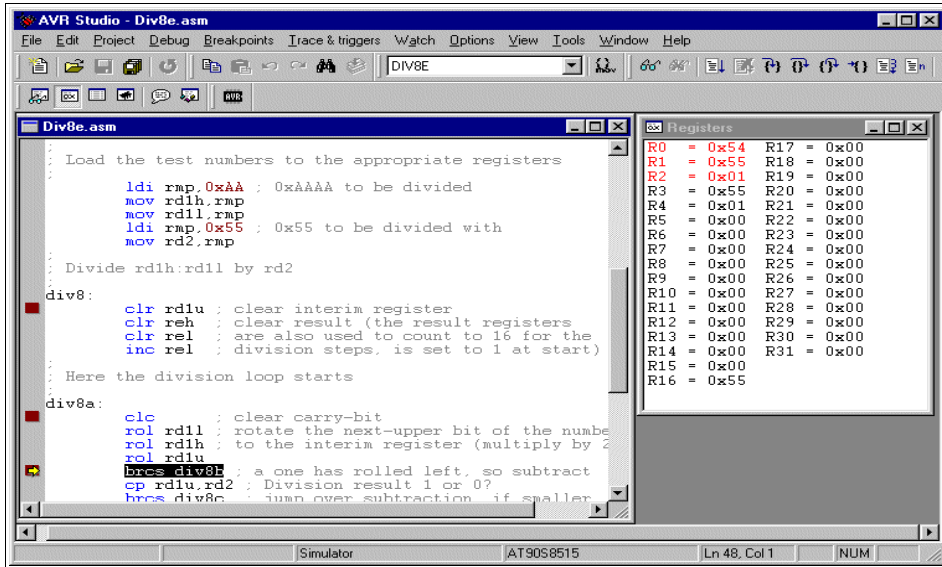 AVR Studio - Div8e.asm
File Edit Project Debug Breakpoints Trace & triggers Watch Options View Tools Window Help
DIV8E
AVR
Div8e.asm
;
; Load the test numbers to the appropriate registers
;
ldi rmp,0xAA ; 0xAAAA to be divided
mov rd1h,rmp
mov rd1l,rmp
ldi rmp,0x55 ; 0x55 to be divided with
mov rd2,rmp
;
; Divide rd1h:rd1l by rd2
;
div8:
clr rd1u ; clear interim register
clr reh ; clear result (the result registers
clr rel ; are also used to count to 16 for the
inc rel ; division steps, is set to 1 at start)
;
; Here the division loop starts
;
div8a:
clc ; clear carry-bit
rol rd1l ; rotate the next-upper bit of the numbe
rol rd1h ; to the interim register (multiply by 2
rol rd1u
brcs div8b ; a one has rolled left, so subtract
cp rd1u,rd2 ; Division result 1 or 0?
brcs div8c ; jump over subtraction, if smaller
Registers
R0 = 0x54 R17 = 0x00
R1 = 0x55 R18 = 0x00
R2 = 0x01 R19 = 0x00
R3 = 0x55 R20 = 0x00
R4 = 0x01 R21 = 0x00
R5 = 0x00 R22 = 0x00
R6 = 0x00 R23 = 0x00
R7 = 0x00 R24 = 0x00
R8 = 0x00 R25 = 0x00
R9 = 0x00 R26 = 0x00
R10 = 0x00 R27 = 0x00
R11 = 0x00 R28 = 0x00
R12 = 0x00 R29 = 0x00
R13 = 0x00 R30 = 0x00
R14 = 0x00 R31 = 0x00
R15 = 0x00
R16 = 0x55
Simulator AT90S8515 Ln 48, Col 1 NUM